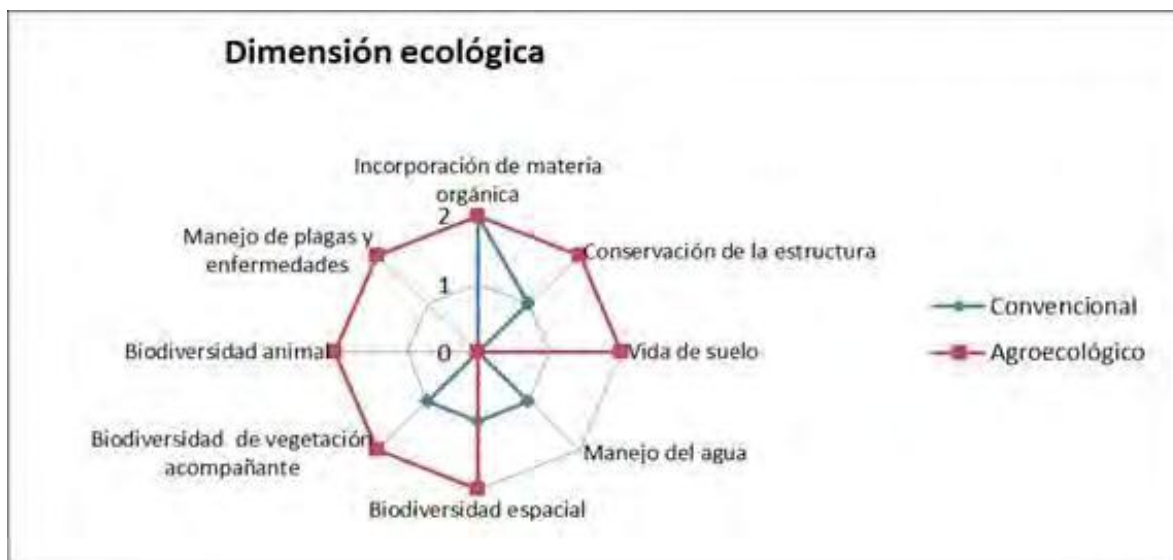 Dimensión ecológica
Incorporación de materia
orgánica
2
Manejo de plagas y
enfermedades
Conservación de la estructura
1
Convencional
Biodiversidad animal
0
Vida de suelo
Agroecológico
Biodiversidad de vegetación
acompañante
Manejo del agua
Biodiversidad espacial